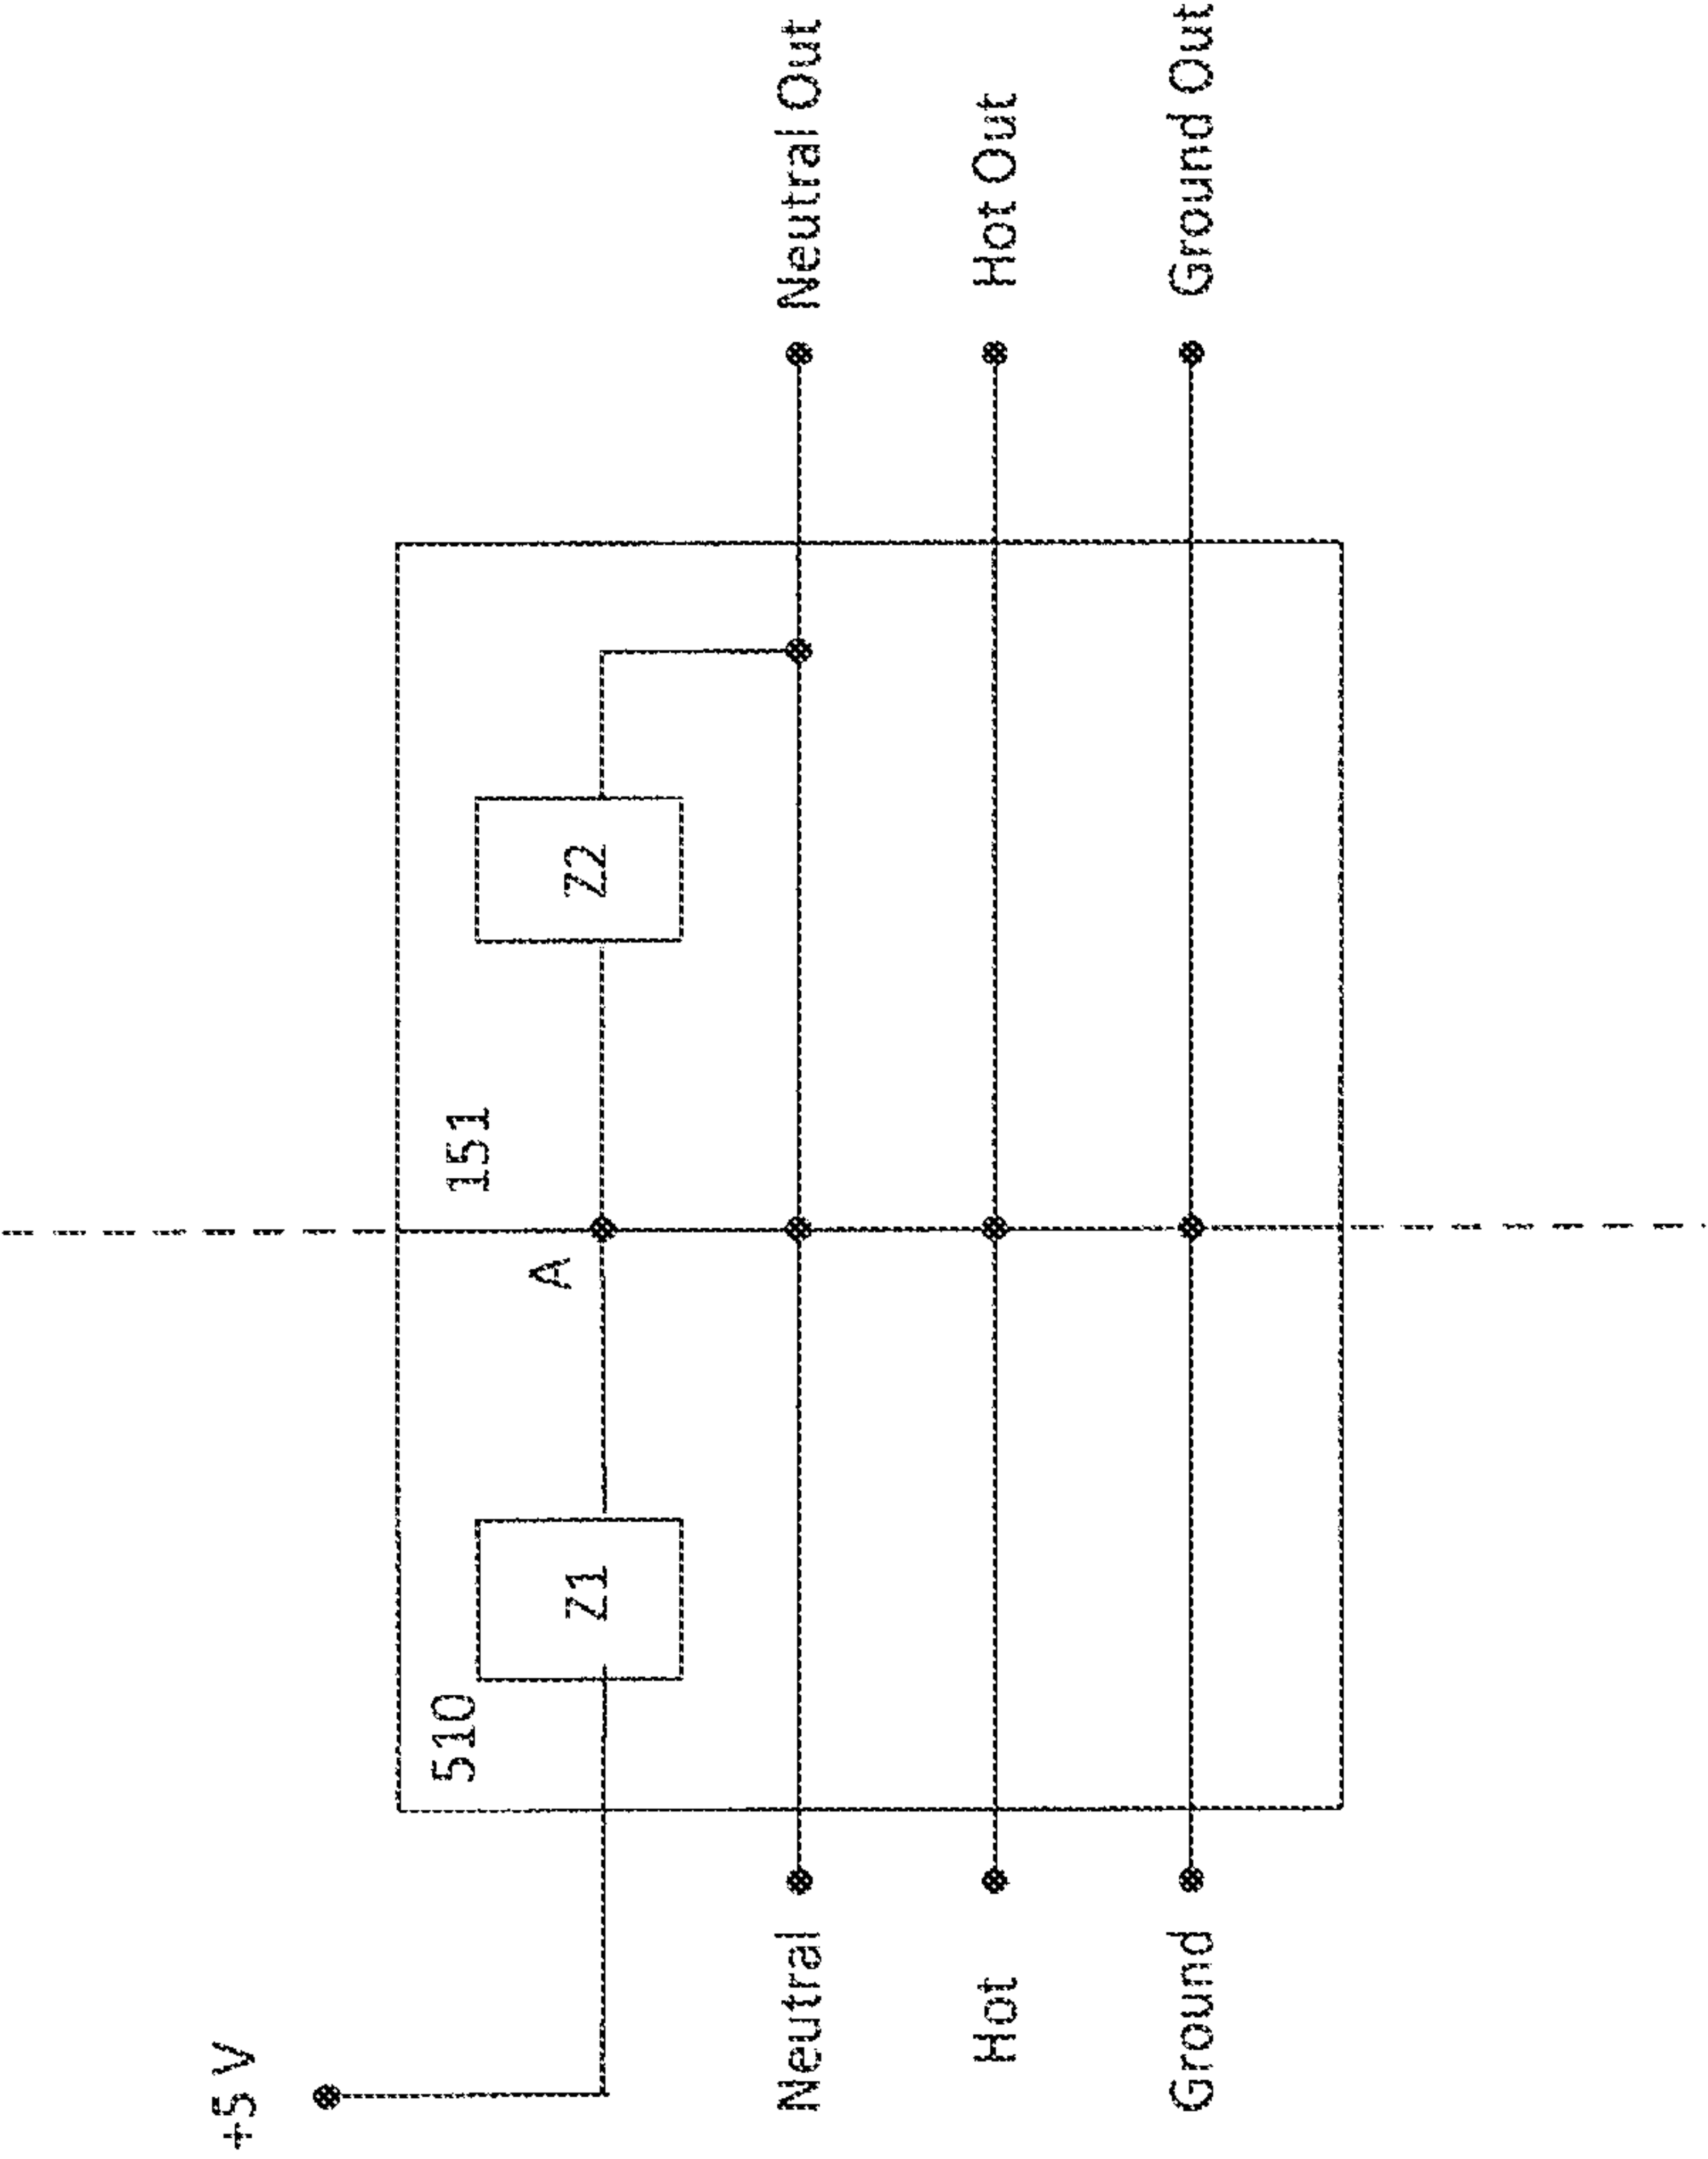 +5 V
510
Z1
A
151
Z2
Neutral
Neutral Out
Hot
Hot Out
Ground
Ground Out